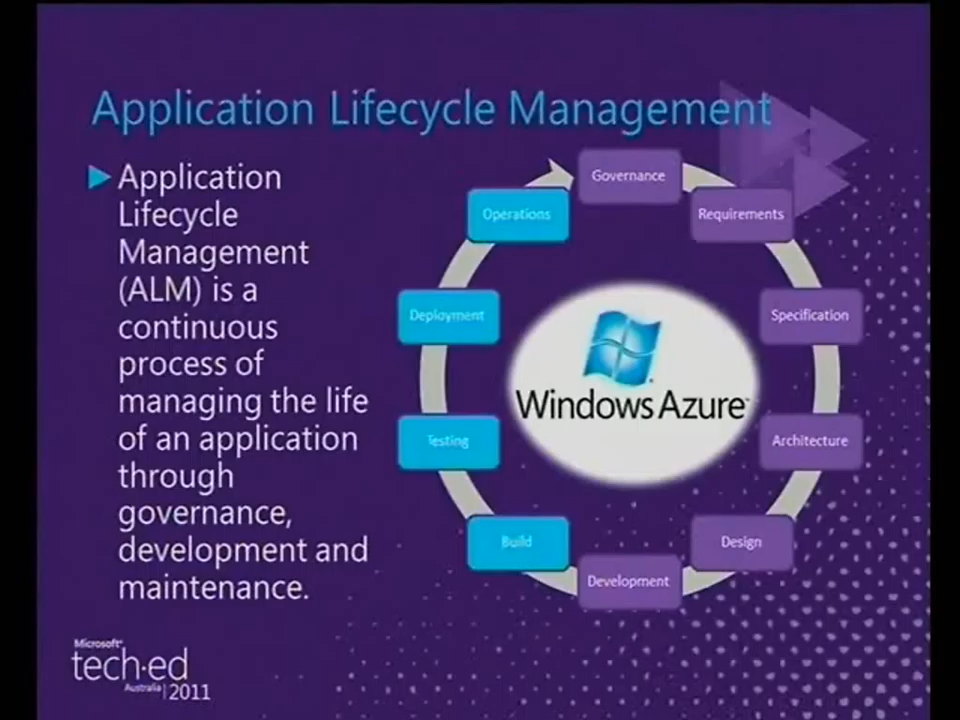 Application Lifecycle Management
Application
Lifecycle
Management
(ALM) is a
continuous
process of
managing the life
of an application
through
governance,
development and
maintenance.
Governance
Requirements
Specification
Architecture
Design
Development
Build
Testing
Deployment
Operations
Windows Azure™
Microsoft®
tech·ed
Australia | 2011